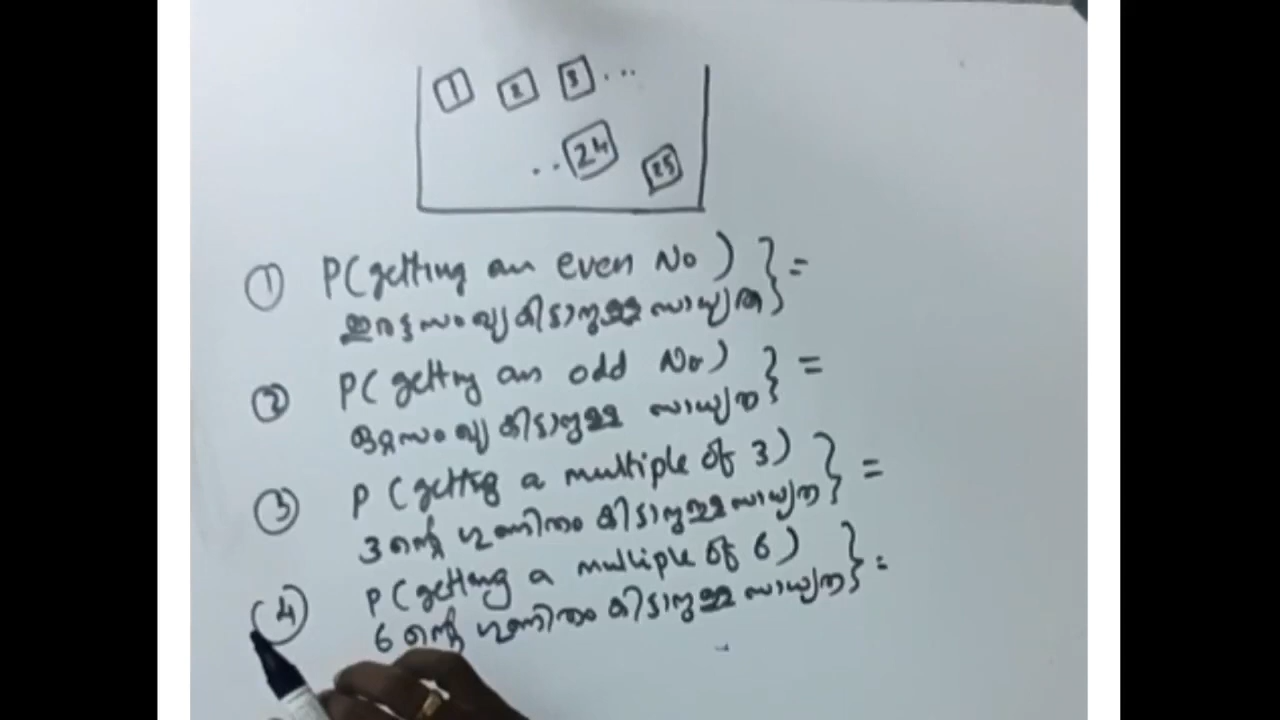 1 2 3 ...
.. 24 25
① P(getting an even No) } =
ഇരട്ടസംഖ്യ കിട്ടാനുള്ള സാധ്യത
② P( getting an odd No) } =
ഒറ്റസംഖ്യ കിട്ടാനുള്ള സാധ്യത
③ P (getting a multiple of 3) } =
3 ന്റെ ഗുണിതം കിട്ടാനുള്ള സാധ്യത
④ P(getting a multiple of 6) } =
6 ന്റെ ഗുണിതം കിട്ടാനുള്ള സാധ്യത